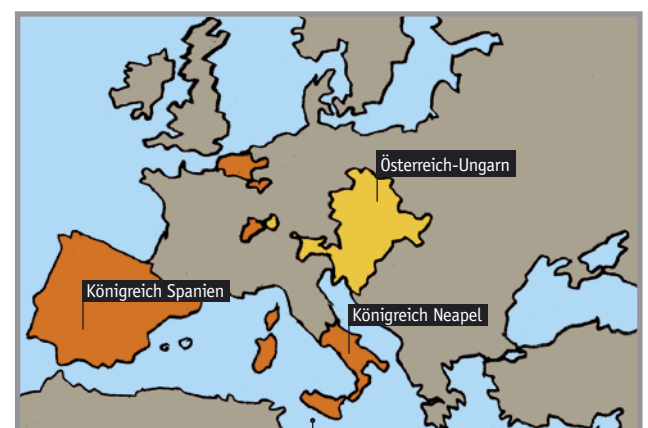 Österreich-Ungarn
Königreich Spanien
Königreich Neapel